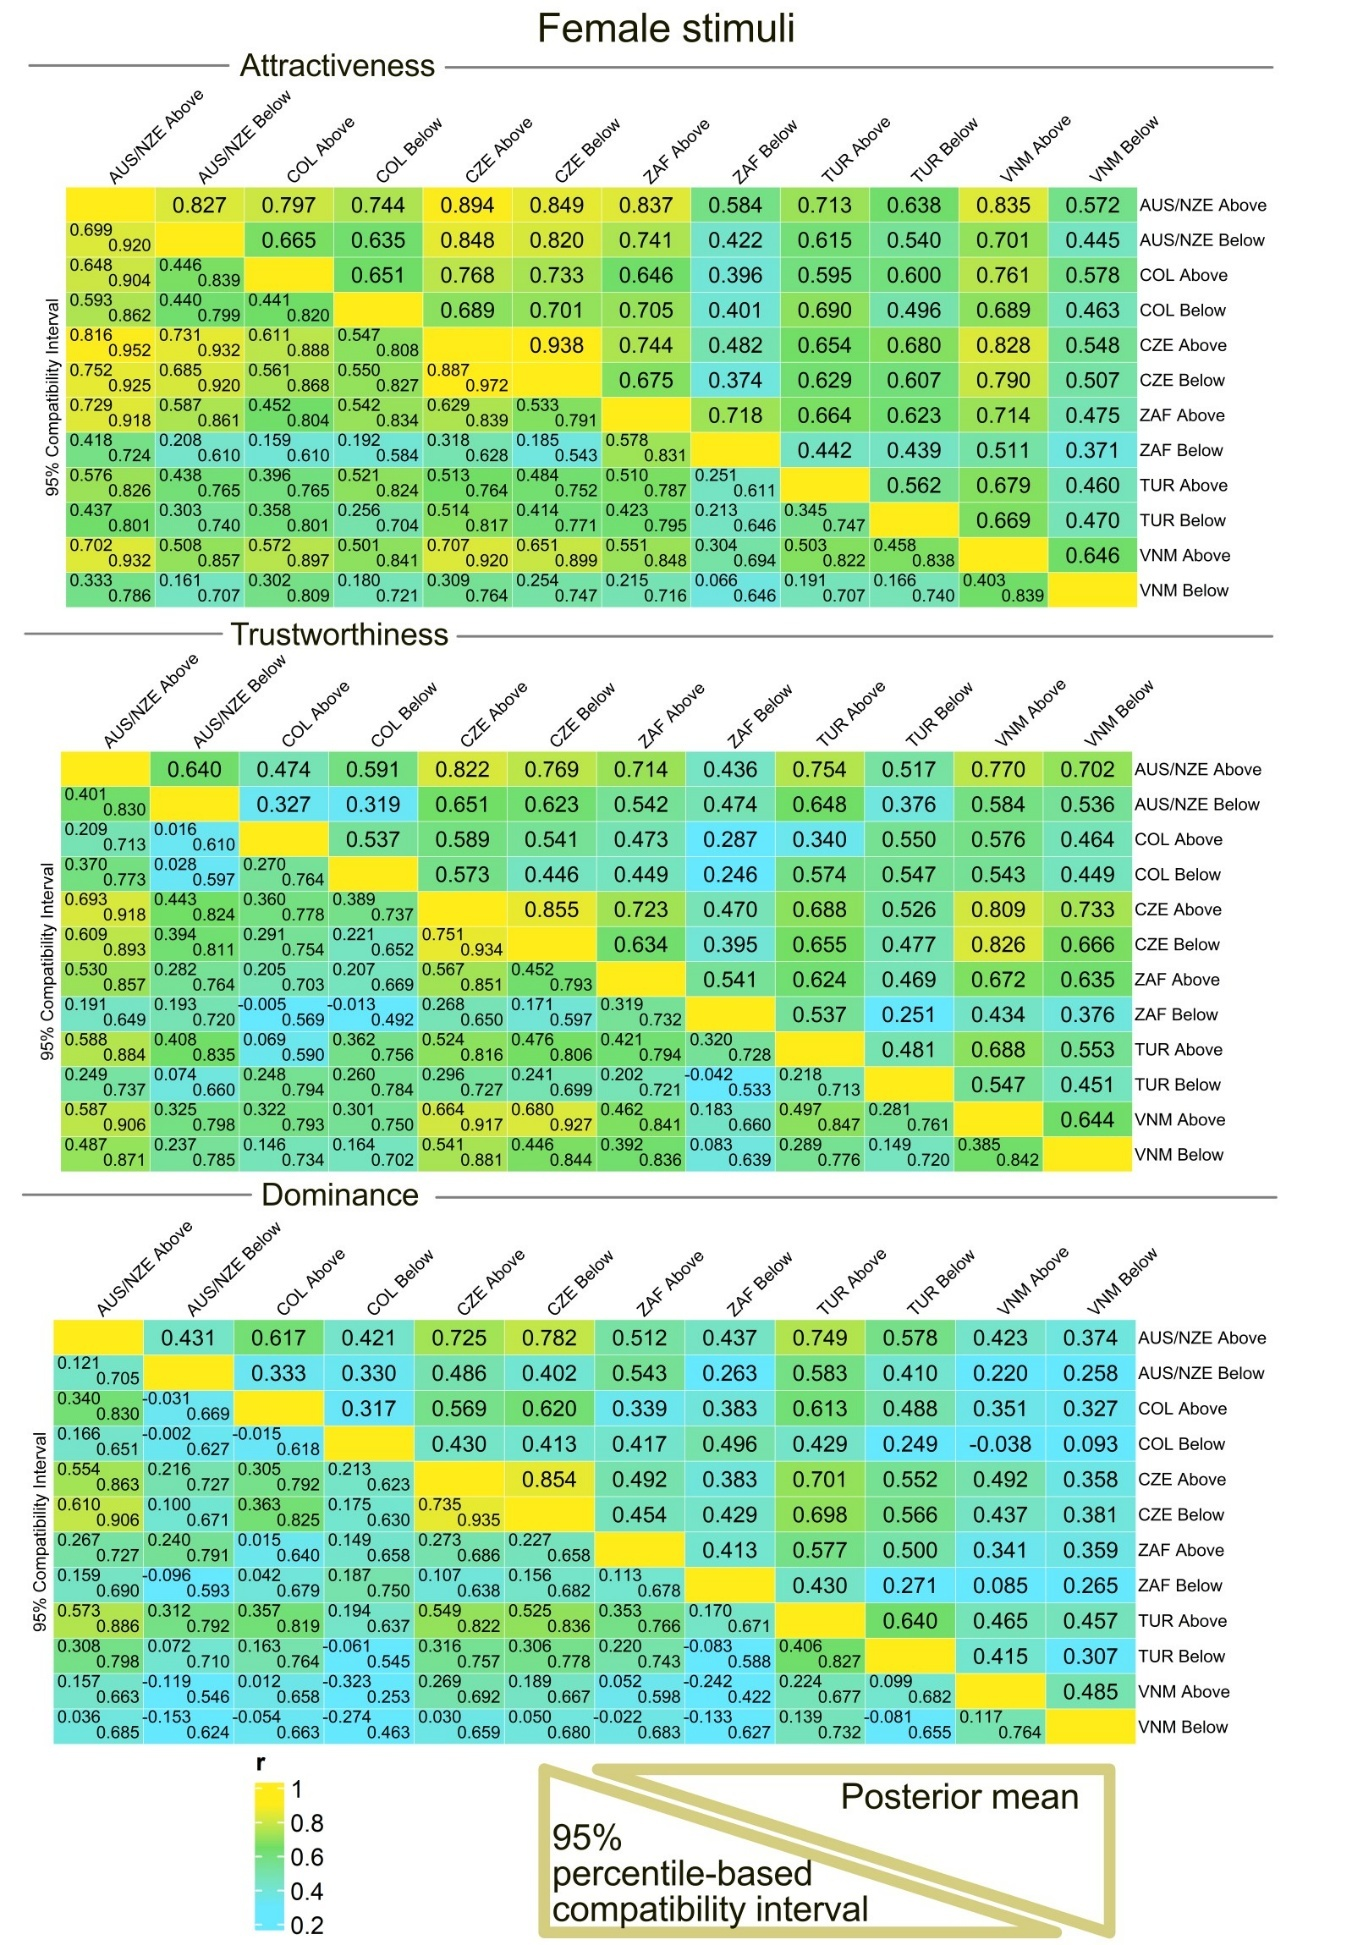 Female stimuli
Attractiveness
AUS/NZE Above AUS/NZE Below COL Above COL Below CZE Above CZE Below ZAF Above ZAF Below TUR Above TUR Below VNM Above VNM Below
95% Compatibility Interval
0.827 0.797 0.744 0.894 0.849 0.837 0.584 0.713 0.638 0.835 0.572 AUS/NZE Above
0.699 0.920 0.665 0.635 0.848 0.820 0.741 0.422 0.615 0.540 0.701 0.445 AUS/NZE Below
0.648 0.904 0.446 0.839 0.651 0.768 0.733 0.646 0.396 0.595 0.600 0.761 0.578 COL Above
0.593 0.862 0.440 0.799 0.441 0.820 0.689 0.701 0.705 0.401 0.690 0.496 0.689 0.463 COL Below
0.816 0.952 0.731 0.932 0.611 0.888 0.547 0.808 0.938 0.744 0.482 0.654 0.680 0.828 0.548 CZE Above
0.752 0.925 0.685 0.920 0.561 0.868 0.550 0.827 0.887 0.972 0.675 0.374 0.629 0.607 0.790 0.507 CZE Below
0.729 0.918 0.587 0.861 0.452 0.804 0.542 0.834 0.629 0.839 0.533 0.791 0.718 0.664 0.623 0.714 0.475 ZAF Above
0.418 0.724 0.208 0.610 0.159 0.610 0.192 0.584 0.318 0.628 0.185 0.543 0.578 0.831 0.442 0.439 0.511 0.371 ZAF Below
0.576 0.826 0.438 0.765 0.396 0.765 0.521 0.824 0.513 0.764 0.484 0.752 0.510 0.787 0.251 0.611 0.562 0.679 0.460 TUR Above
0.437 0.801 0.303 0.740 0.358 0.801 0.256 0.704 0.514 0.817 0.414 0.771 0.423 0.795 0.213 0.646 0.345 0.747 0.669 0.470 TUR Below
0.702 0.932 0.508 0.857 0.572 0.897 0.501 0.841 0.707 0.920 0.651 0.899 0.551 0.848 0.304 0.694 0.503 0.822 0.458 0.838 0.646 VNM Above
0.333 0.786 0.161 0.707 0.302 0.809 0.180 0.721 0.309 0.764 0.254 0.747 0.215 0.716 0.066 0.646 0.191 0.707 0.166 0.740 0.403 0.839 VNM Below
Trustworthiness
AUS/NZE Above AUS/NZE Below COL Above COL Below CZE Above CZE Below ZAF Above ZAF Below TUR Above TUR Below VNM Above VNM Below
95% Compatibility Interval
0.640 0.474 0.591 0.822 0.769 0.714 0.436 0.754 0.517 0.770 0.702 AUS/NZE Above
0.401 0.830 0.327 0.319 0.651 0.623 0.542 0.474 0.648 0.376 0.584 0.536 AUS/NZE Below
0.209 0.713 0.016 0.610 0.537 0.589 0.541 0.473 0.287 0.340 0.550 0.576 0.464 COL Above
0.370 0.773 0.028 0.597 0.270 0.764 0.573 0.446 0.449 0.246 0.574 0.547 0.543 0.449 COL Below
0.693 0.918 0.443 0.824 0.360 0.778 0.389 0.737 0.855 0.723 0.470 0.688 0.526 0.809 0.733 CZE Above
0.609 0.893 0.394 0.811 0.291 0.754 0.221 0.652 0.751 0.934 0.634 0.395 0.655 0.477 0.826 0.666 CZE Below
0.530 0.857 0.282 0.764 0.205 0.703 0.207 0.669 0.567 0.851 0.452 0.793 0.541 0.624 0.469 0.672 0.635 ZAF Above
0.191 0.649 0.193 0.720 -0.005 0.569 -0.013 0.492 0.268 0.650 0.171 0.597 0.319 0.732 0.537 0.251 0.434 0.376 ZAF Below
0.588 0.884 0.408 0.835 0.069 0.590 0.362 0.756 0.524 0.816 0.476 0.806 0.421 0.794 0.320 0.728 0.481 0.688 0.553 TUR Above
0.249 0.737 0.074 0.660 0.248 0.794 0.260 0.784 0.296 0.727 0.241 0.699 0.202 0.721 -0.042 0.533 0.218 0.713 0.547 0.451 TUR Below
0.587 0.906 0.325 0.798 0.322 0.793 0.301 0.750 0.664 0.917 0.680 0.927 0.462 0.841 0.183 0.660 0.497 0.847 0.281 0.761 0.644 VNM Above
0.487 0.871 0.237 0.785 0.146 0.734 0.164 0.702 0.541 0.881 0.446 0.844 0.392 0.836 0.083 0.639 0.289 0.776 0.149 0.720 0.385 0.842 VNM Below
Dominance
AUS/NZE Above AUS/NZE Below COL Above COL Below CZE Above CZE Below ZAF Above ZAF Below TUR Above TUR Below VNM Above VNM Below
95% Compatibility Interval
0.431 0.617 0.421 0.725 0.782 0.512 0.437 0.749 0.578 0.423 0.374 AUS/NZE Above
0.121 0.705 0.333 0.330 0.486 0.402 0.543 0.263 0.583 0.410 0.220 0.258 AUS/NZE Below
0.340 0.830 -0.031 0.669 0.317 0.569 0.620 0.339 0.383 0.613 0.488 0.351 0.327 COL Above
0.166 0.651 -0.002 0.627 -0.015 0.618 0.430 0.413 0.417 0.496 0.429 0.249 -0.038 0.093 COL Below
0.554 0.863 0.216 0.727 0.305 0.792 0.213 0.623 0.854 0.492 0.383 0.701 0.552 0.492 0.358 CZE Above
0.610 0.906 0.100 0.671 0.363 0.825 0.175 0.630 0.735 0.935 0.454 0.429 0.698 0.566 0.437 0.381 CZE Below
0.267 0.727 0.240 0.791 0.015 0.640 0.149 0.658 0.273 0.686 0.227 0.658 0.413 0.577 0.500 0.341 0.359 ZAF Above
0.159 0.690 -0.096 0.593 0.042 0.679 0.187 0.750 0.107 0.638 0.156 0.682 0.113 0.678 0.430 0.271 0.085 0.265 ZAF Below
0.573 0.886 0.312 0.792 0.357 0.819 0.194 0.637 0.549 0.822 0.525 0.836 0.353 0.766 0.170 0.671 0.640 0.465 0.457 TUR Above
0.308 0.798 0.072 0.710 0.163 0.764 -0.061 0.545 0.316 0.757 0.306 0.778 0.220 0.743 -0.083 0.588 0.406 0.827 0.415 0.307 TUR Below
0.157 0.663 -0.119 0.546 0.012 0.658 -0.323 0.253 0.269 0.692 0.189 0.667 0.052 0.598 -0.242 0.422 0.224 0.677 0.099 0.682 0.485 VNM Above
0.036 0.685 -0.153 0.624 -0.054 0.663 -0.274 0.463 0.030 0.659 0.050 0.680 -0.022 0.683 -0.133 0.627 0.139 0.732 -0.081 0.655 0.117 0.764 VNM Below
r
1
0.8
0.6
0.4
0.2
Posterior mean
95%
percentile-based
compatibility interval